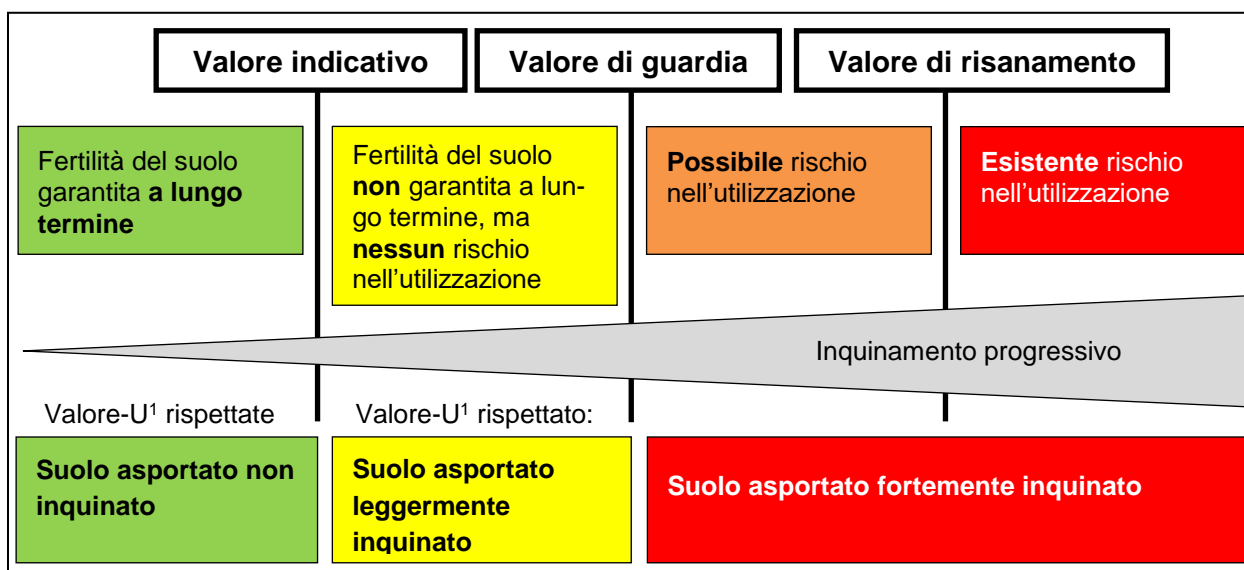 Valore indicativo
Valore di guardia
Valore di risanamento
Fertilità del suolo
garantita a lungo
termine
Fertilità del suolo
non garantita a lun-
go termine, ma
nessun rischio
nell'utilizzazione
Possibile rischio
nell'utilizzazione
Esistente rischio
nell'utilizzazione
Inquinamento progressivo
Valore-U¹ rispettate
Valore-U¹ rispettato:
Suolo asportato non
inquinato
Suolo asportato
leggermente
inquinato
Suolo asportato fortemente inquinato